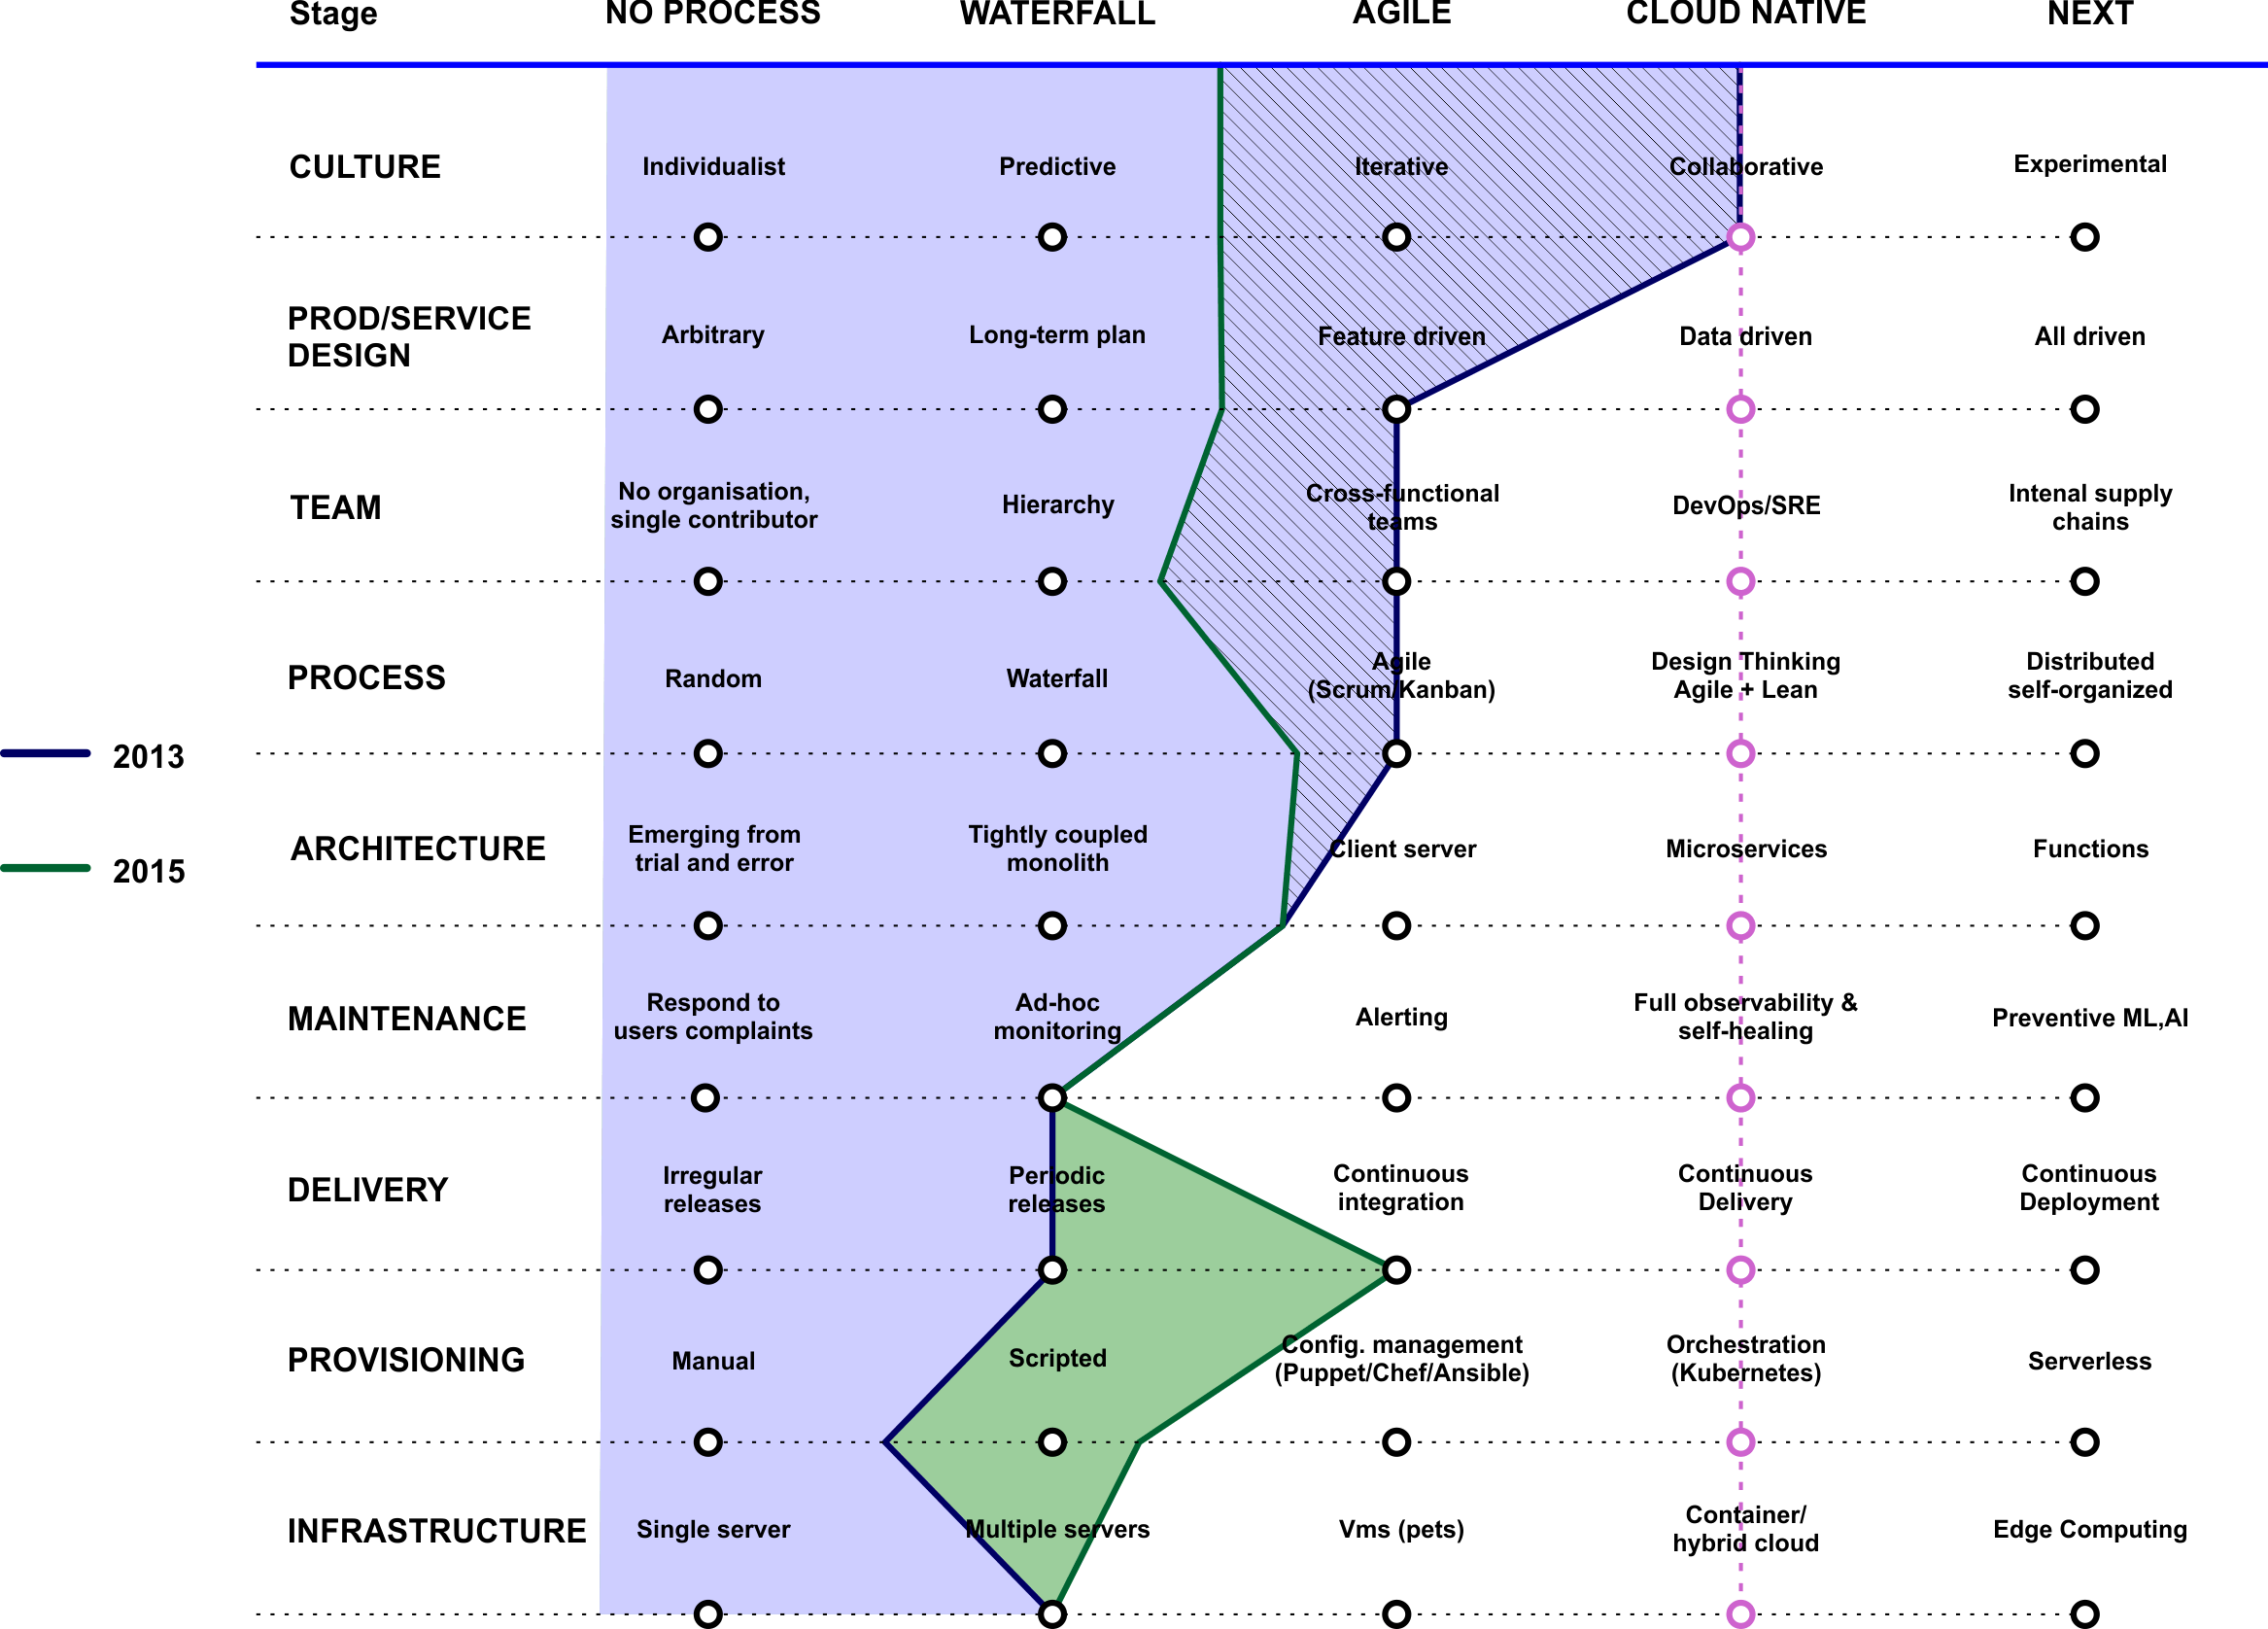 Stage
NO PROCESS
WATERFALL
AGILE
CLOUD NATIVE
NEXT
CULTURE
Individualist
Predictive
Iterative
Collaborative
Experimental
PROD/SERVICE
DESIGN
Arbitrary
Long-term plan
Feature driven
Data driven
All driven
TEAM
No organisation,
single contributor
Hierarchy
Cross-functional
teams
DevOps/SRE
Intenal supply
chains
PROCESS
Random
Waterfall
Agile
(Scrum/Kanban)
Design Thinking
Agile + Lean
Distributed
self-organized
2013
ARCHITECTURE
Emerging from
trial and error
Tightly coupled
monolith
Client server
Microservices
Functions
2015
MAINTENANCE
Respond to
users complaints
Ad-hoc
monitoring
Alerting
Full observability &
self-healing
Preventive ML,AI
DELIVERY
Irregular
releases
Periodic
releases
Continuous
integration
Continuous
Delivery
Continuous
Deployment
PROVISIONING
Manual
Scripted
Config. management
(Puppet/Chef/Ansible)
Orchestration
(Kubernetes)
Serverless
INFRASTRUCTURE
Single server
Multiple servers
Vms (pets)
Container/
hybrid cloud
Edge Computing